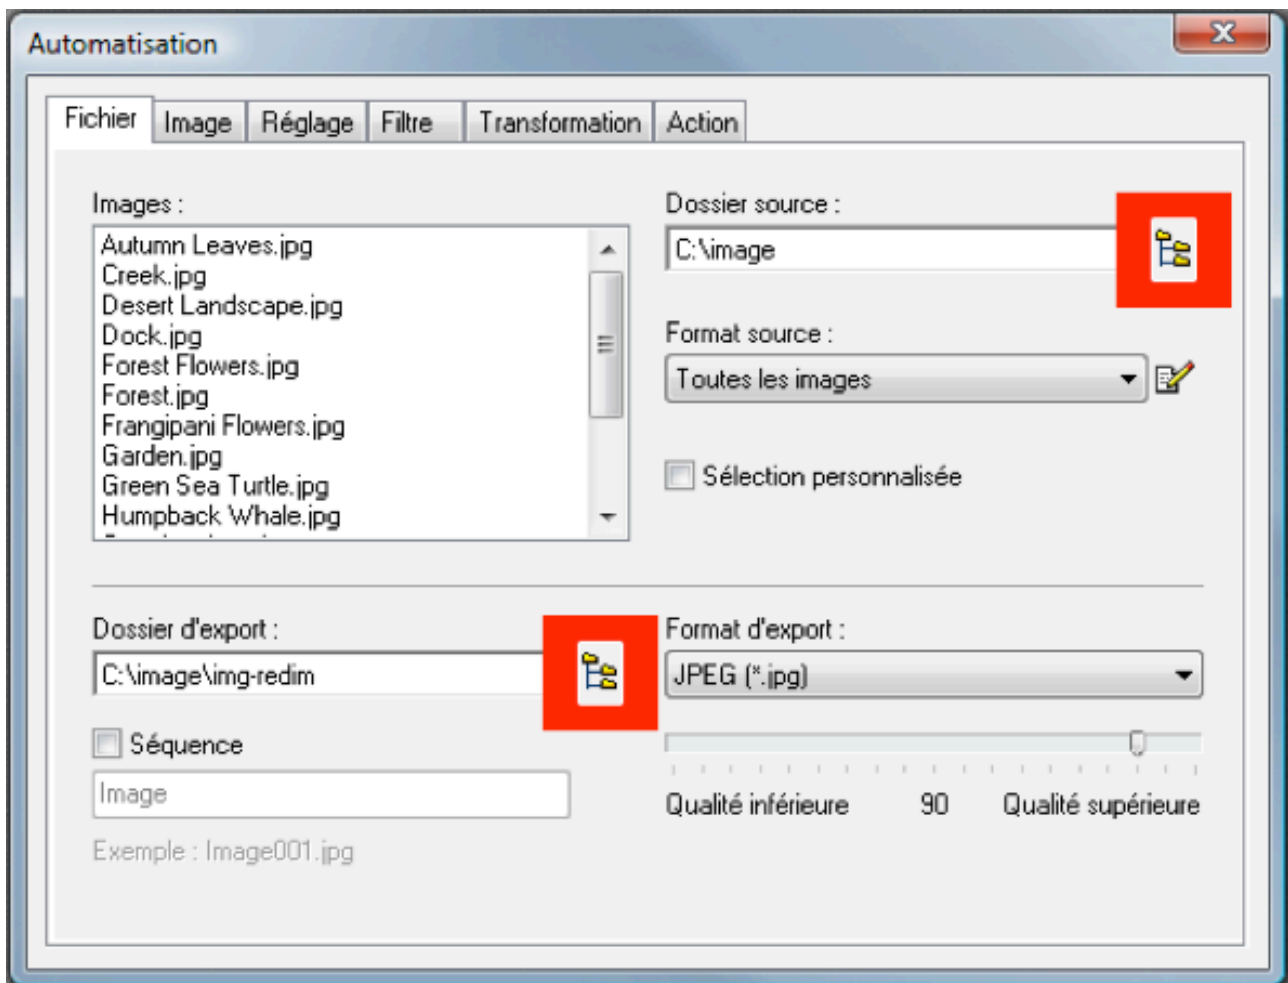 Automatisation
Fichier Image Réglage Filtre Transformation Action
Images :
Autumn Leaves.jpg
Creek.jpg
Desert Landscape.jpg
Dock.jpg
Forest Flowers.jpg
Forest.jpg
Frangipani Flowers.jpg
Garden.jpg
Green Sea Turtle.jpg
Humpback Whale.jpg
Dossier source :
C:\image
Format source :
Toutes les images
Sélection personnalisée
Dossier d'export :
C:\image\img-redim
Séquence
Image
Exemple : Image001.jpg
Format d'export :
JPEG (*.jpg)
Qualité inférieure 90 Qualité supérieure